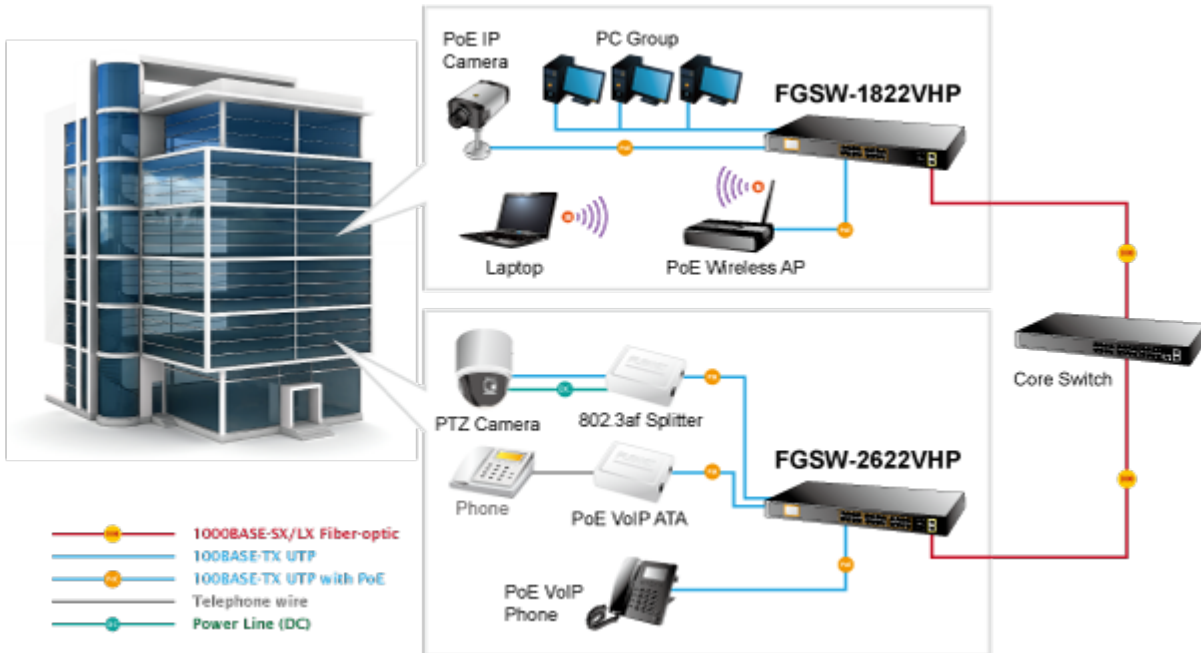 PoE IP
Camera
PC Group
FGSW-1822VHP
Laptop
PoE Wireless AP
Core Switch
PTZ Camera
802.3af Splitter
FGSW-2622VHP
Phone
PoE VoIP ATA
PoE VoIP
Phone
1000BASE-SX/LX Fiber-optic
100BASE-TX UTP
PoE
100BASE-TX UTP with PoE
Telephone wire
DC
Power Line (DC)